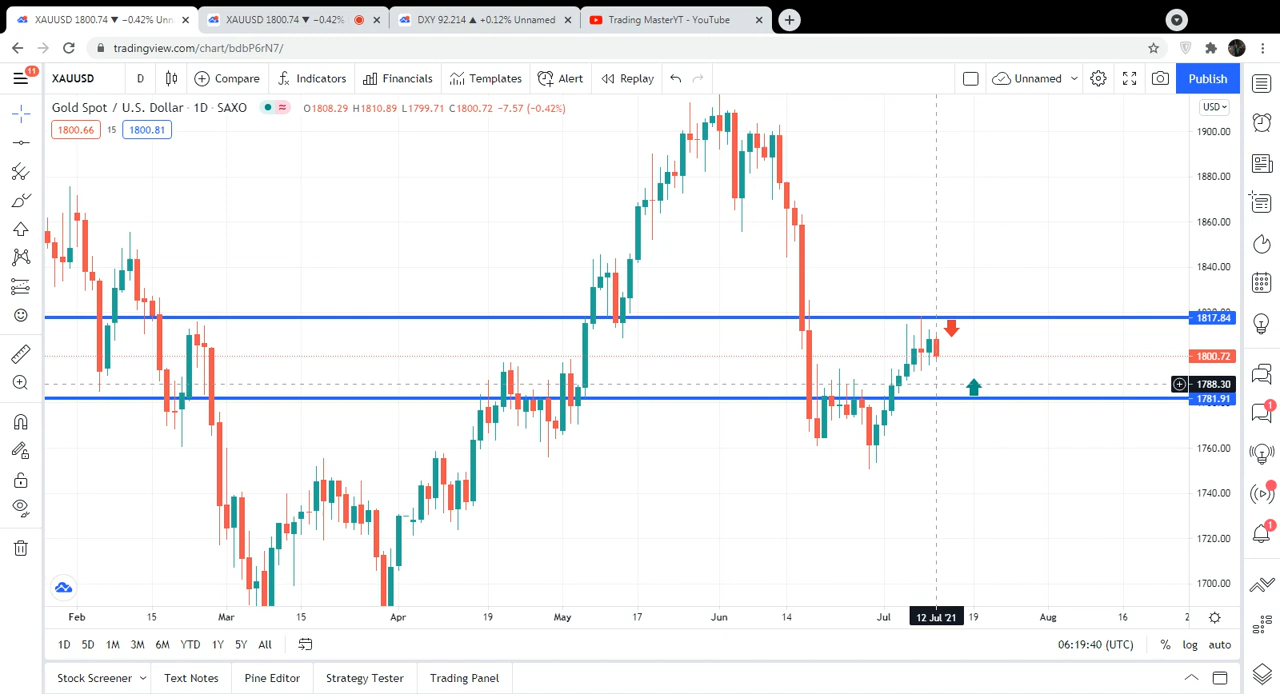 XAUUSD 1800.74 ▼ −0.42% Unn
XAUUSD 1800.74 ▼ −0.42%
DXY 92.214 ▲ +0.12% Unnamed
Trading MasterYT - YouTube
tradingview.com/chart/bdbP6rN7/
11
XAUUSD
D
Compare
Indicators
Financials
Templates
Alert
Replay
Unnamed
Publish
Gold Spot / U.S. Dollar · 1D · SAXO
O1808.29 H1810.89 L1799.71 C1800.72 −7.57 (−0.42%)
USD
1800.66
15
1800.81
1900.00
1880.00
1860.00
1840.00
1817.84
1800.72
1788.30
1781.91
1760.00
1740.00
1720.00
1700.00
1
1
Feb
15
Mar
15
Apr
19
May
17
Jun
14
Jul
12 Jul '21
19
Aug
16
2
1D
5D
1M
3M
6M
YTD
1Y
5Y
All
06:19:40 (UTC)
%
log
auto
Stock Screener
Text Notes
Pine Editor
Strategy Tester
Trading Panel